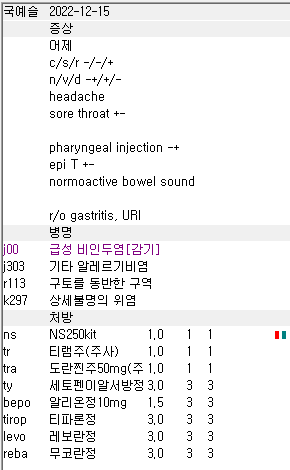 국예슬 2022-12-15
증상
어제
c/s/r -/-/+
n/v/d -+/+/-
headache
sore throat +-
pharyngeal injection -+
epi T +-
normoactive bowel sound
r/o gastritis, URI
병명
j00 급성 비인두염[감기]
j303 기타 알레르기비염
r113 구토를 동반한 구역
k297 상세불명의 위염
처방
ns NS250kit 1.0 1 1
tr 티램주(주사) 1.0 1 1
tra 도란찐주50mg(주 1.0 1 1
ty 세토펜이알서방정 3.0 3 3
bepo 알리온정10mg 1.5 3 3
tirop 티파론정 3.0 3 3
levo 레보란정 3.0 3 3
reba 무코란정 3.0 3 3